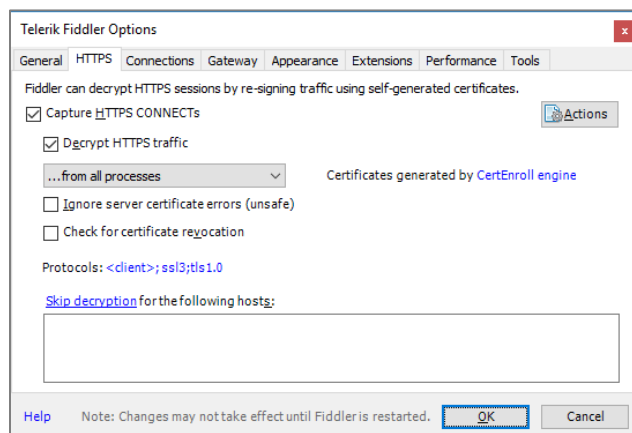 Telerik Fiddler Options
x
General HTTPS Connections Gateway Appearance Extensions Performance Tools
Fiddler can decrypt HTTPS sessions by re-signing traffic using self-generated certificates.
Capture HTTPS CONNECTs
Actions
Decrypt HTTPS traffic
...from all processes
Certificates generated by CertEnroll engine
Ignore server certificate errors (unsafe)
Check for certificate revocation
Protocols: <client>;ssl3;tls1.0
Skip decryption for the following hosts:
Help Note: Changes may not take effect until Fiddler is restarted. OK Cancel